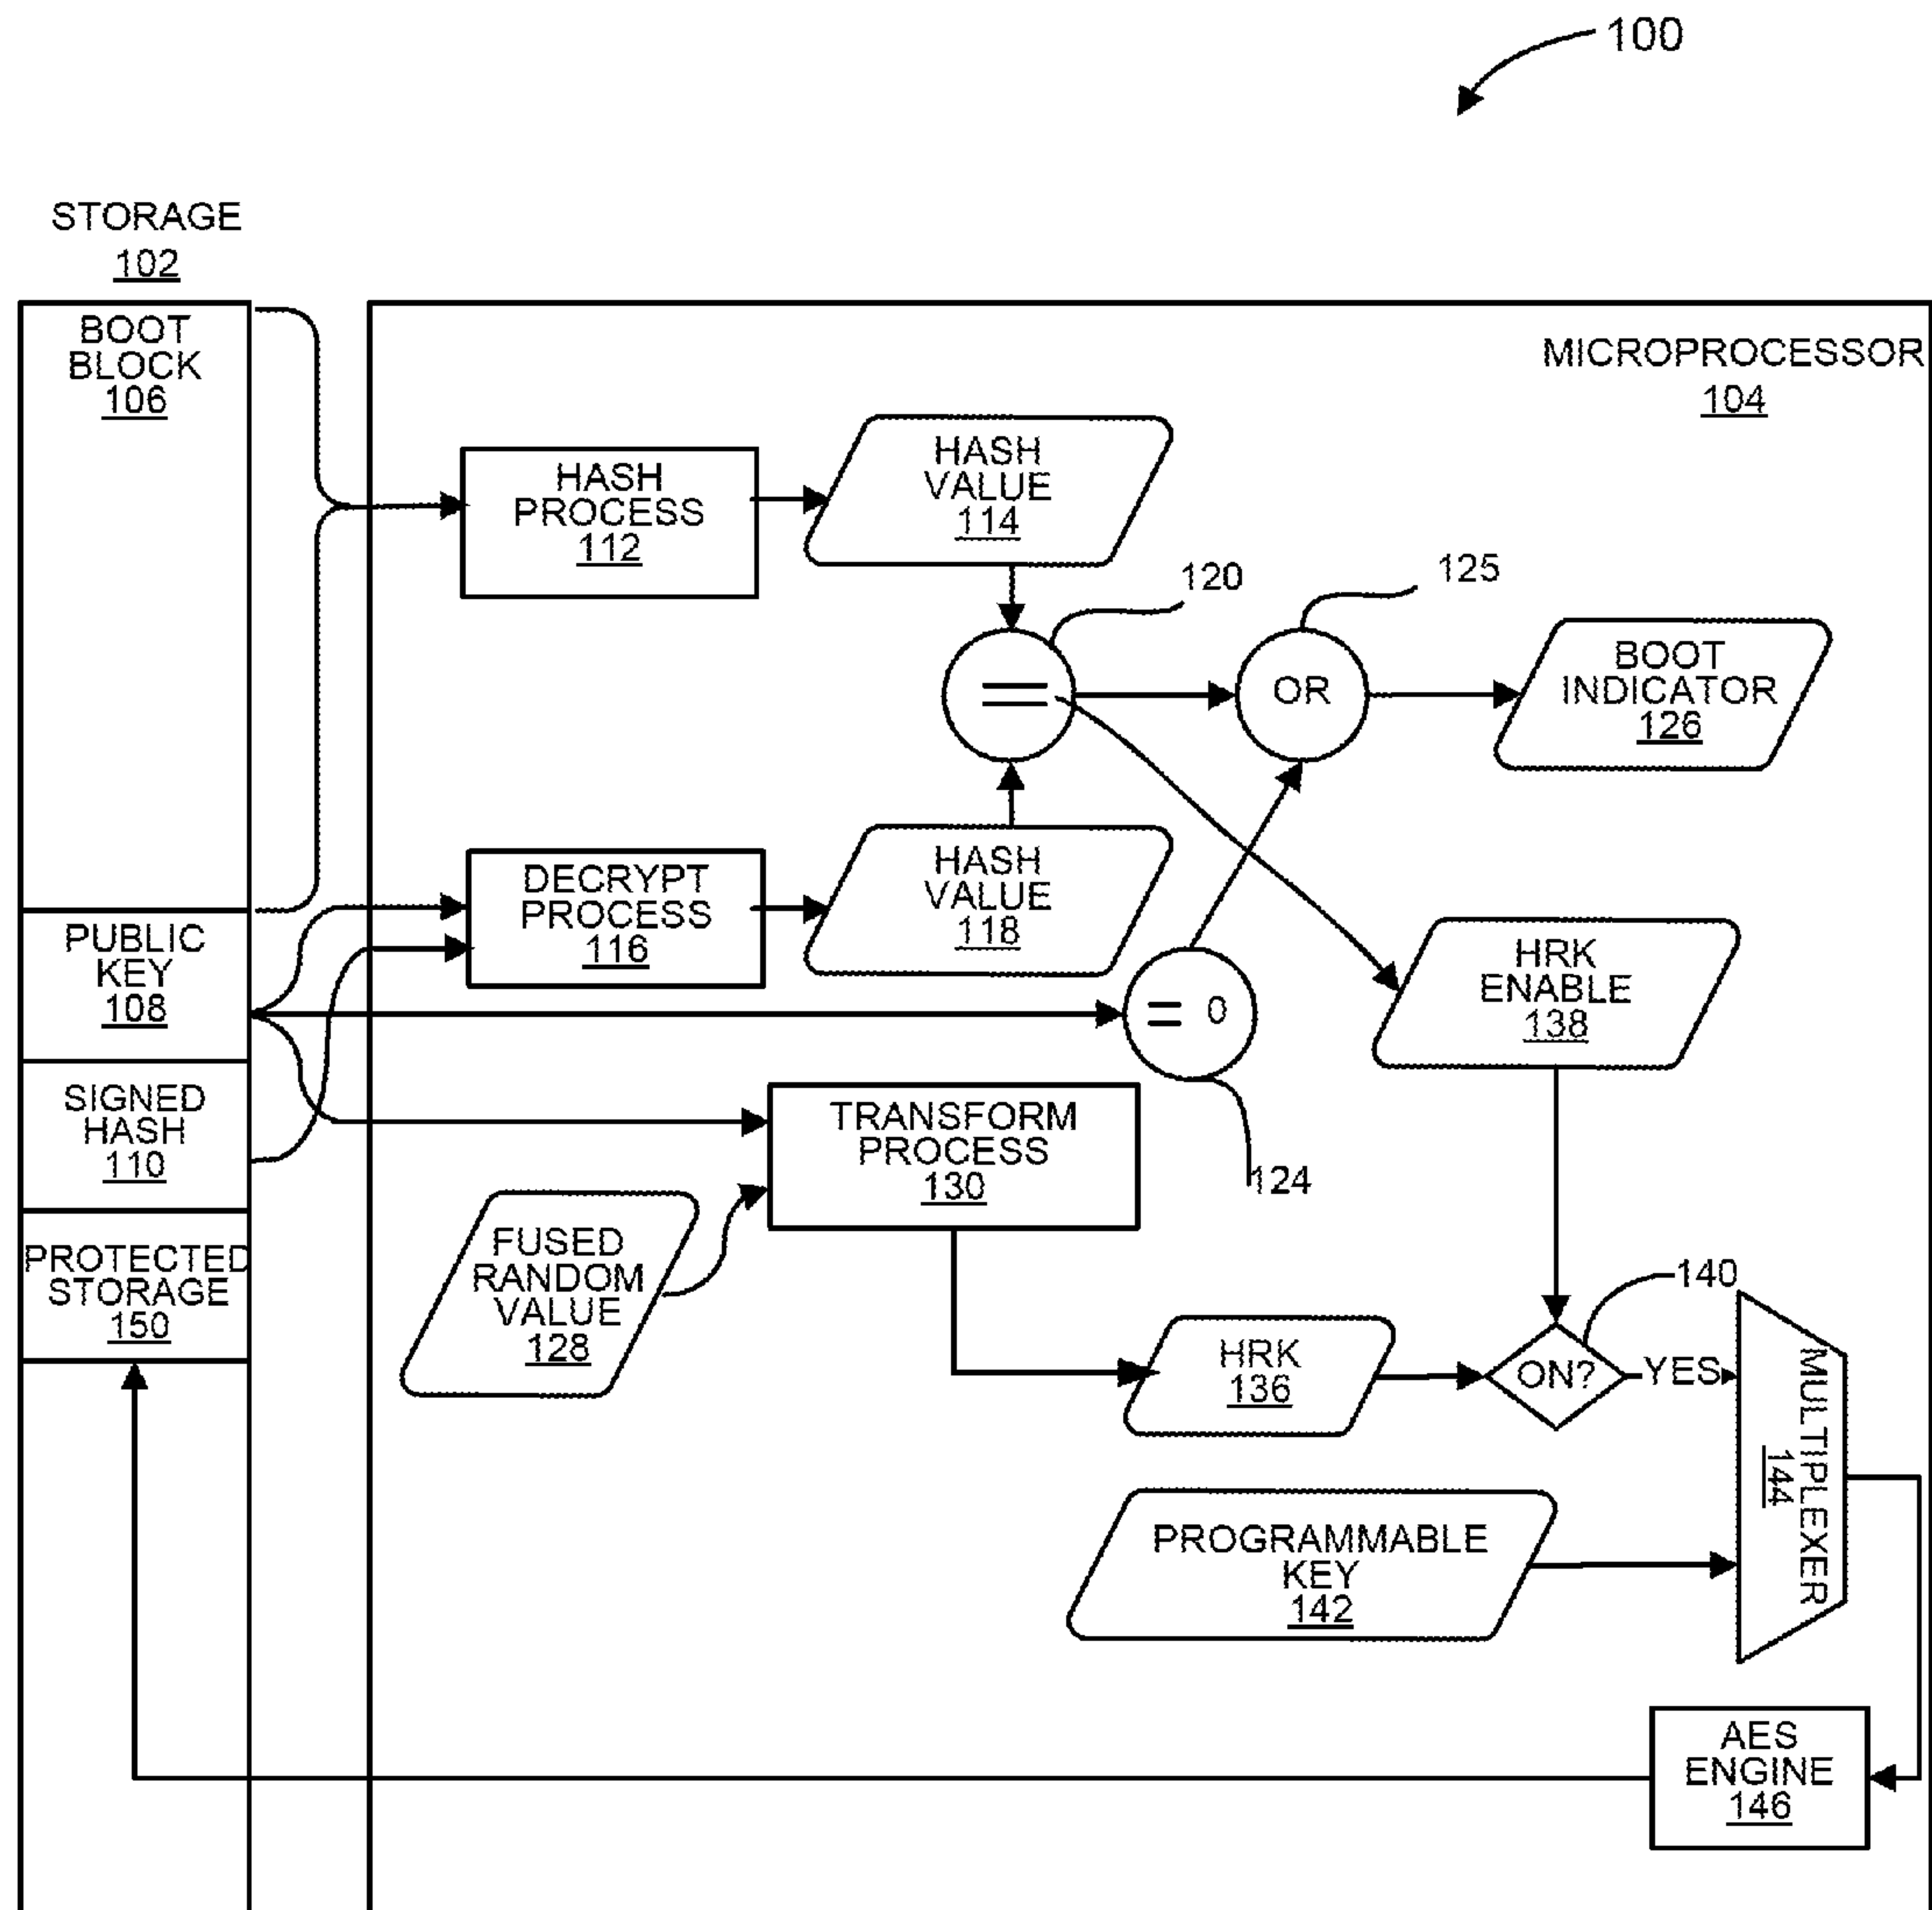 100
STORAGE
102
BOOT
BLOCK
106
MICROPROCESSOR
104
HASH
PROCESS
112
HASH
VALUE
114
120
125
=
OR
BOOT
INDICATOR
126
DECRYPT
PROCESS
116
HASH
VALUE
118
PUBLIC
KEY
108
= 0
124
HRK
ENABLE
138
SIGNED
HASH
110
TRANSFORM
PROCESS
130
PROTECTED
STORAGE
150
FUSED
RANDOM
VALUE
128
HRK
136
140
ON?
YES
MULTIPLEXER
144
PROGRAMMABLE
KEY
142
AES
ENGINE
146